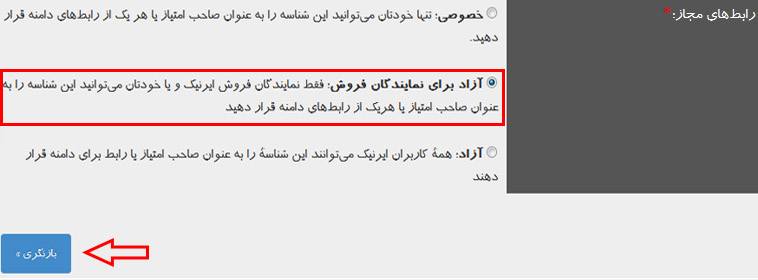 رابط‌های مجاز:*
خصوصی: تنها خودتان می‌توانید این شناسه را به عنوان صاحب امتیاز یا هر یک از رابط‌های دامنه قرار
دهید.
آزاد برای نمایندگان فروش: فقط نمایندگان فروش ایرنیک و یا خودتان می‌توانید این شناسه را به
عنوان صاحب امتیاز یا هریک از رابط‌های دامنه قرار دهید
آزاد: همهٔ کاربران ایرنیک می‌توانند این شناسهٔ را به عنوان صاحب امتیاز یا رابط برای دامنه قرار
دهند
بازنگری »